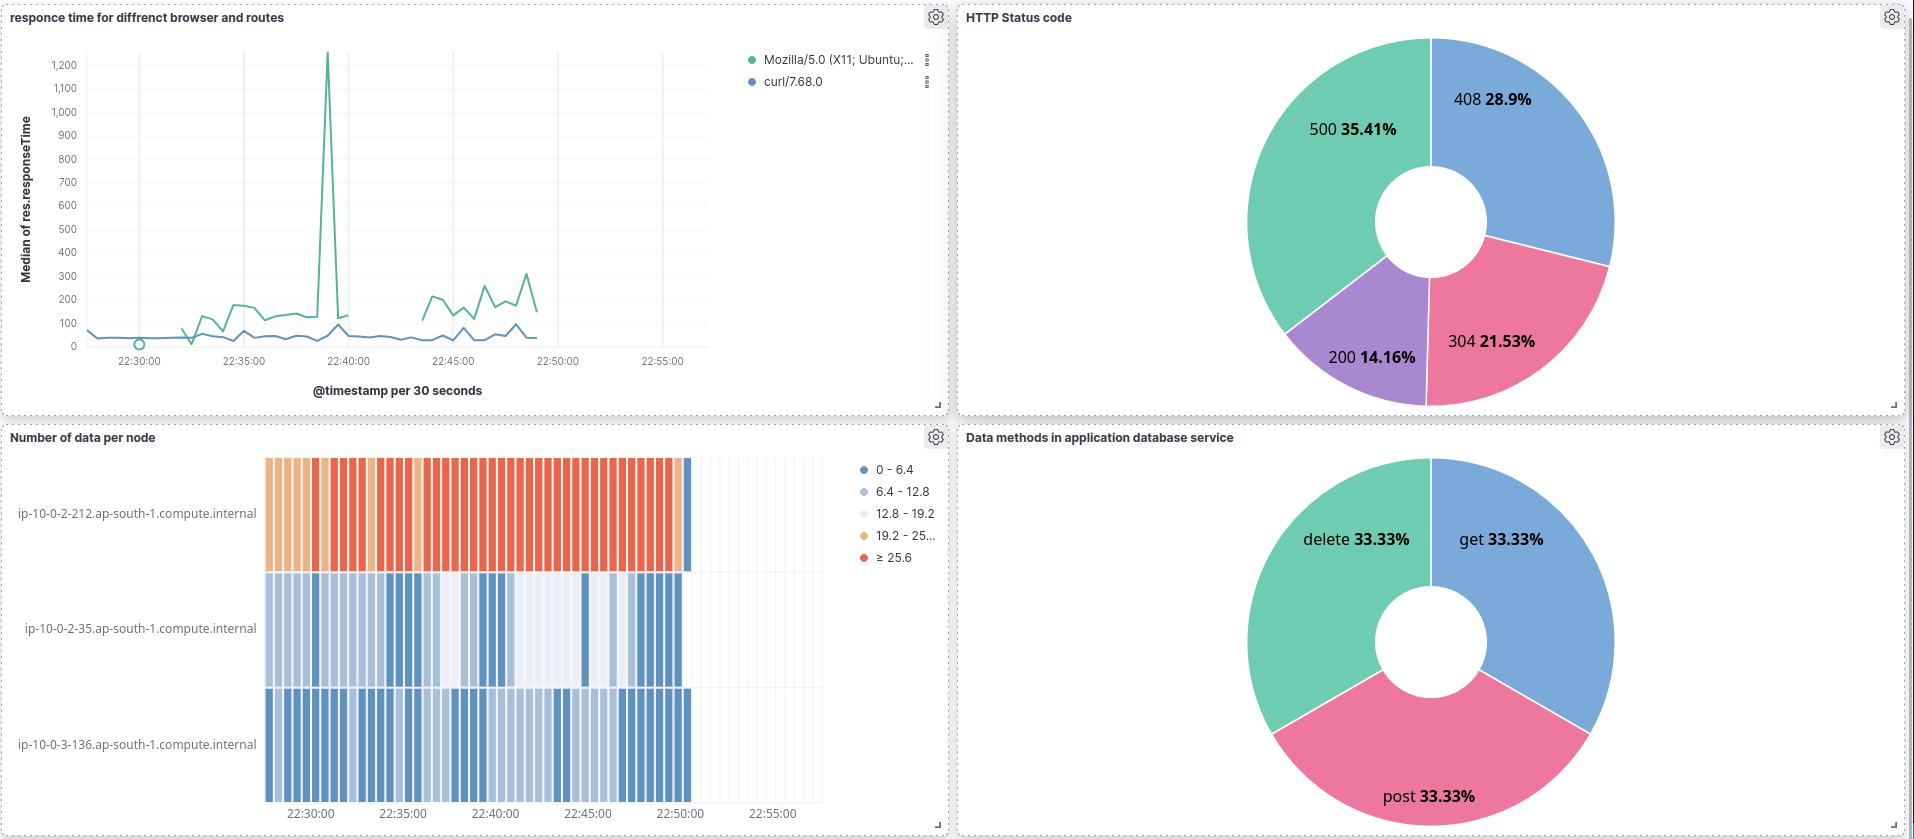 responce time for diffrenct browser and routes
Median of res.responseTime
1,200
1,100
1,000
900
800
700
600
500
400
300
200
100
0
22:30:00 22:35:00 22:40:00 22:45:00 22:50:00 22:55:00
@timestamp per 30 seconds
Mozilla/5.0 (X11; Ubuntu;...
curl/7.68.0
HTTP Status code
408 28.9%
500 35.41%
304 21.53%
200 14.16%
Number of data per node
ip-10-0-2-212.ap-south-1.compute.internal
ip-10-0-2-35.ap-south-1.compute.internal
ip-10-0-3-136.ap-south-1.compute.internal
22:30:00 22:35:00 22:40:00 22:45:00 22:50:00 22:55:00
0 - 6.4
6.4 - 12.8
12.8 - 19.2
19.2 - 25...
≥ 25.6
Data methods in application database service
delete 33.33%
get 33.33%
post 33.33%